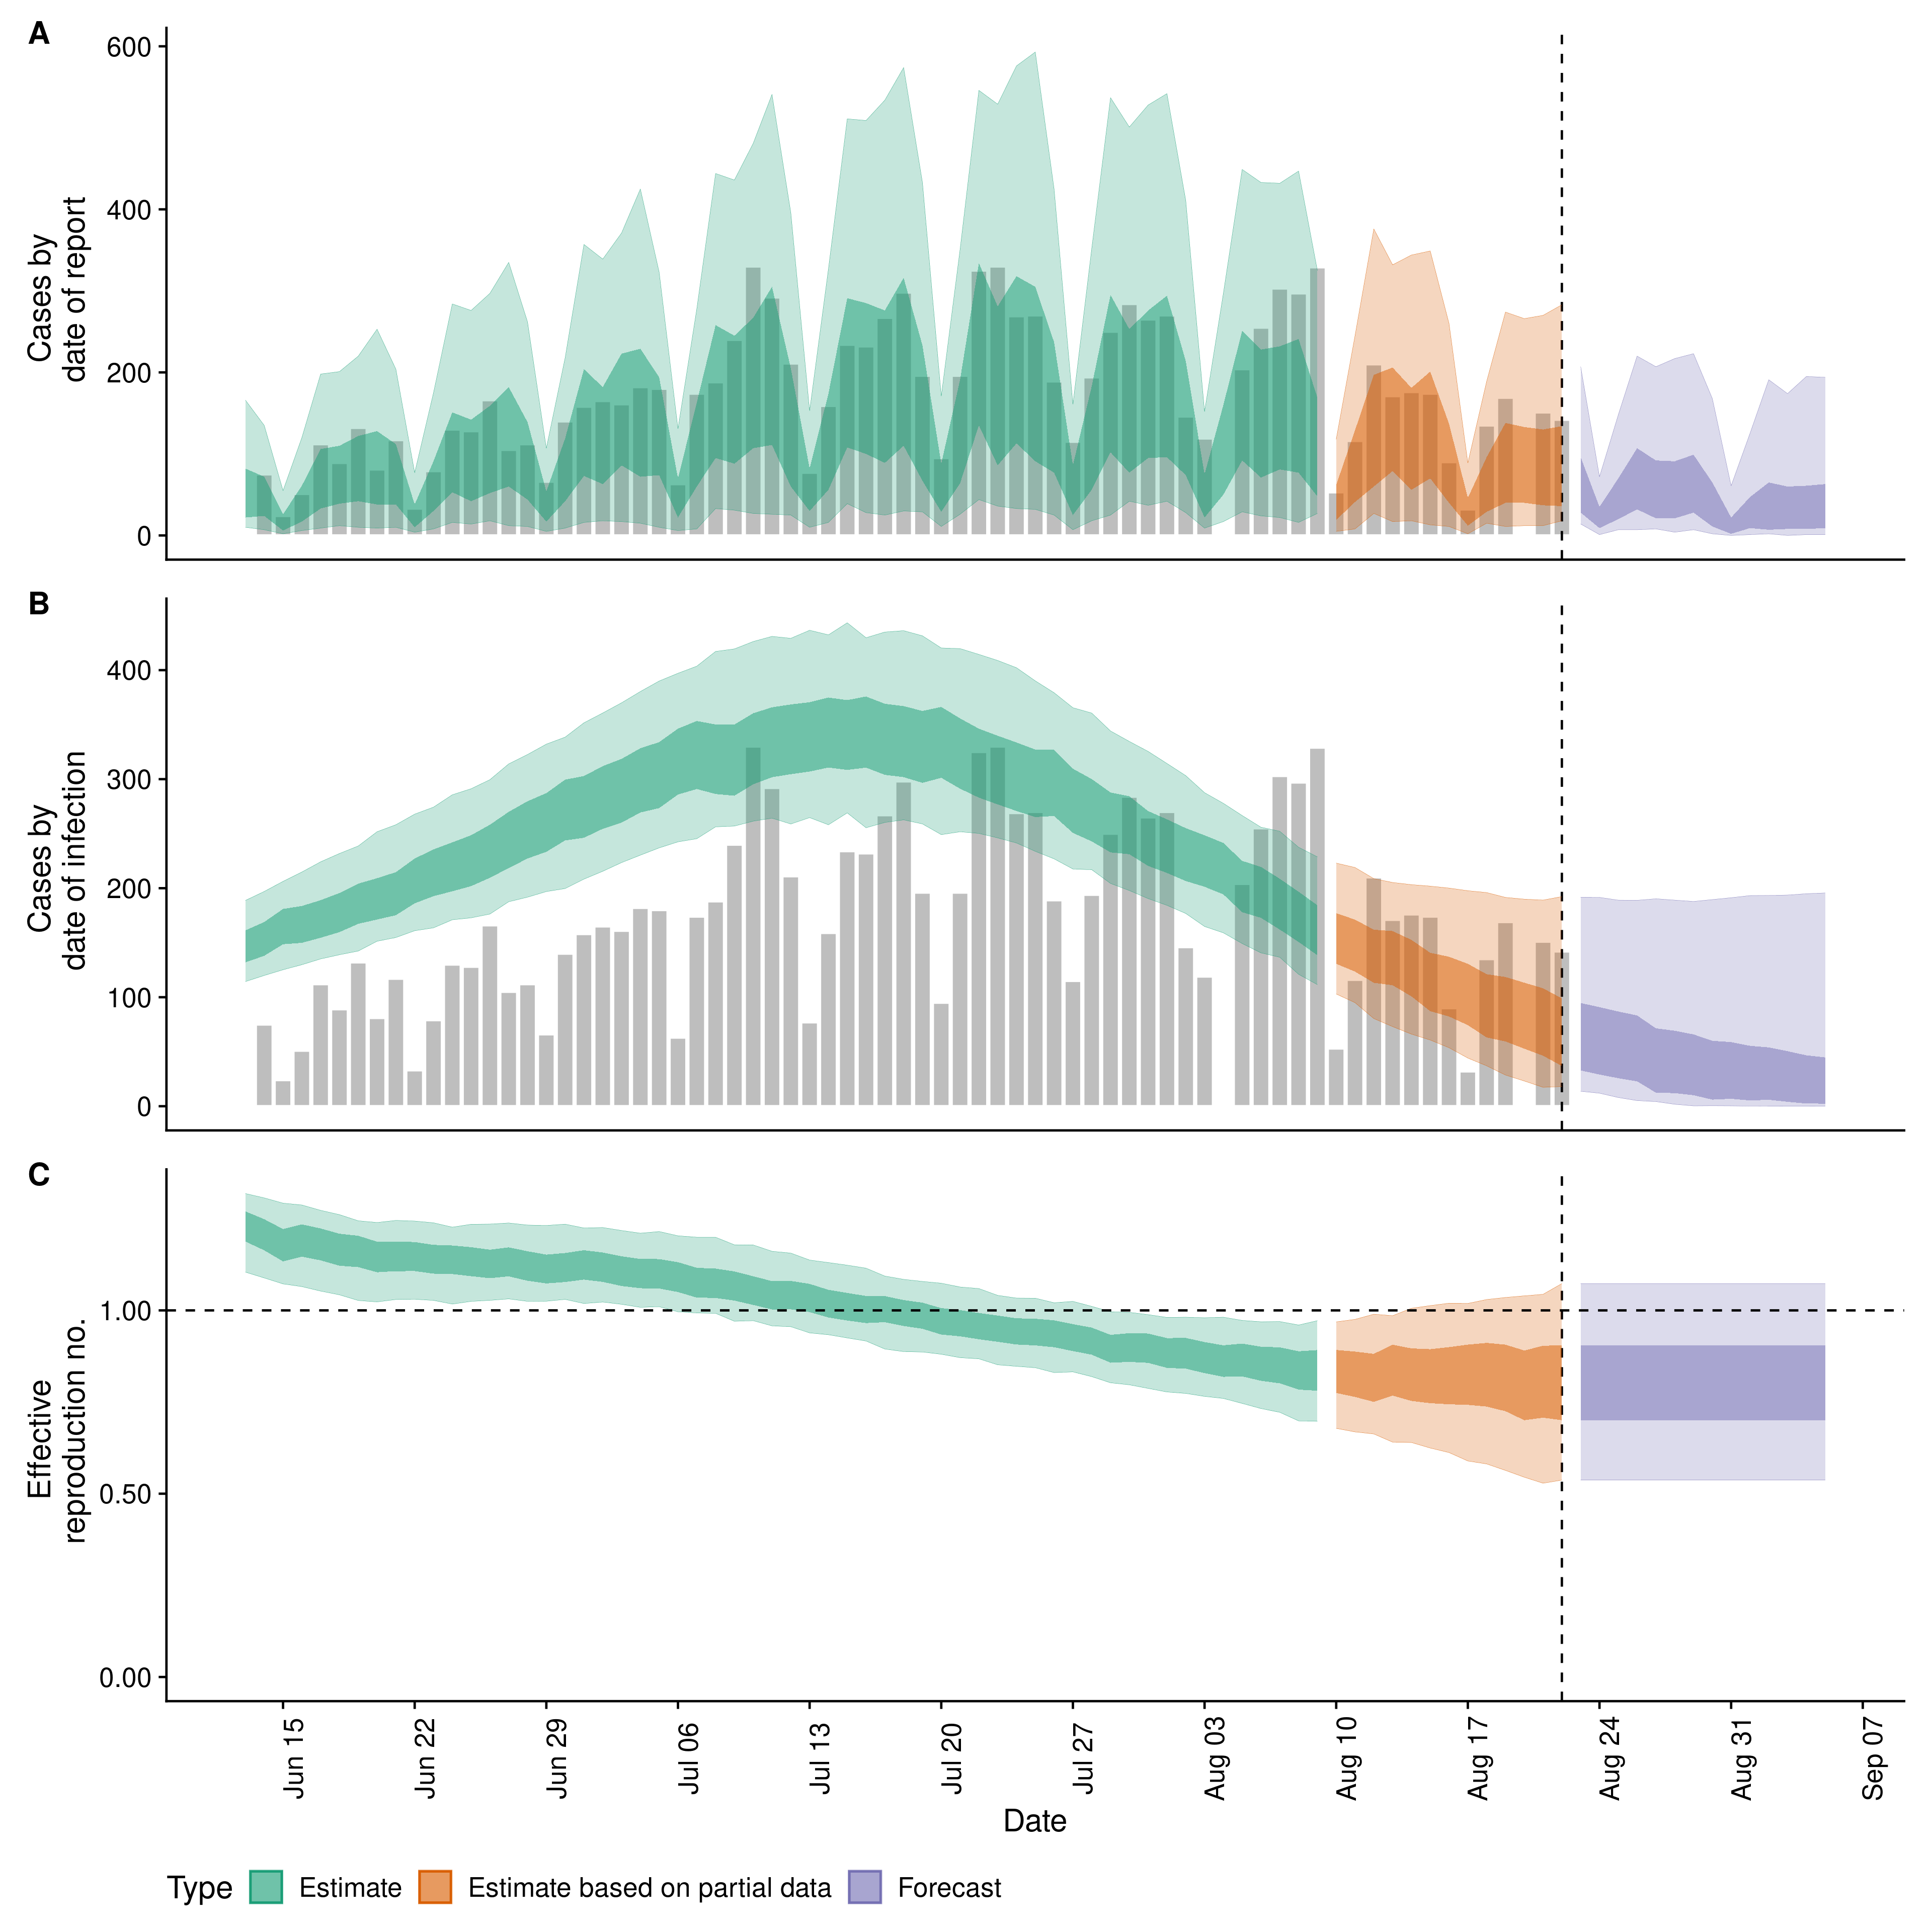 A
600
400
200
0
Cases by
date of report
B
400
300
200
100
0
Cases by
date of infection
C
1.00
0.50
0.00
Effective
reproduction no.
Jun 15
Jun 22
Jun 29
Jul 06
Jul 13
Jul 20
Jul 27
Aug 03
Aug 10
Aug 17
Aug 24
Aug 31
Sep 07
Date
Type Estimate Estimate based on partial data Forecast